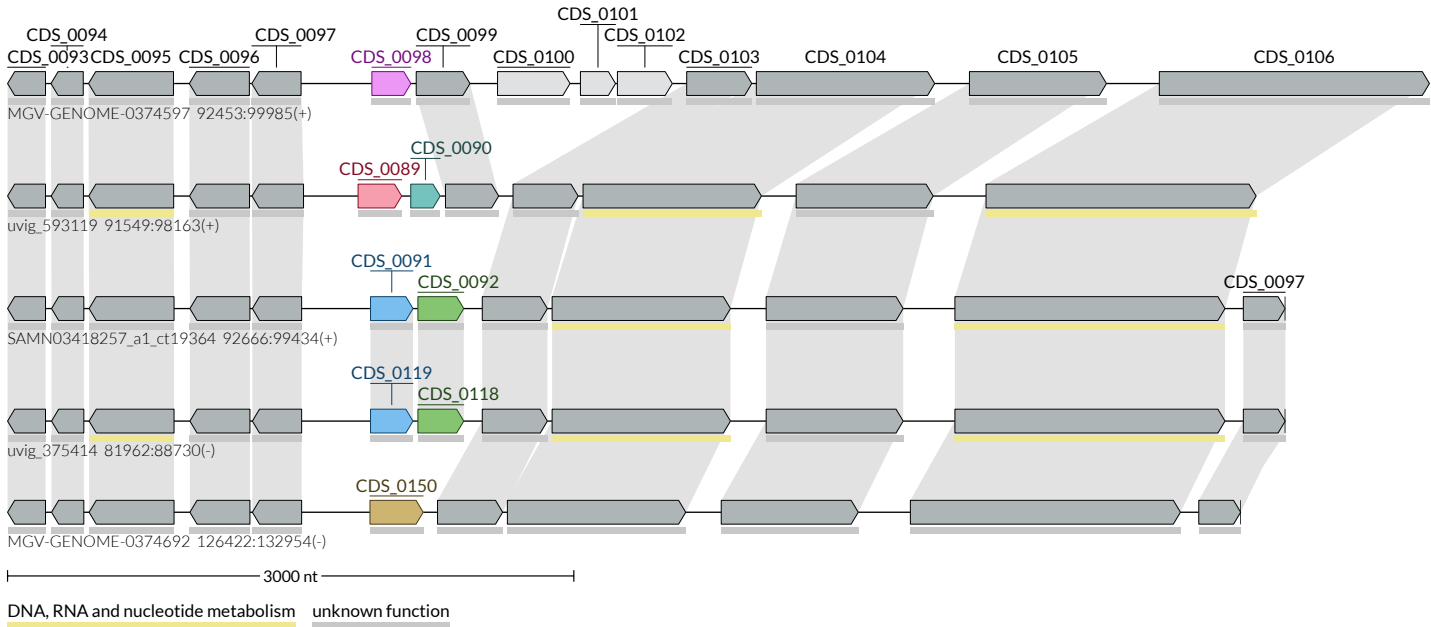 CDS_0101
CDS_0094 CDS_0097 CDS_0099 CDS_0102
CDS_0093 CDS_0095 CDS_0096 CDS_0098 CDS_0100 CDS_0103 CDS_0104 CDS_0105 CDS_0106
MGV-GENOME-0374597 92453:99985(+)
CDS_0090
CDS_0089
uvig_593119 91549:98163(+)
CDS_0091
CDS_0092 CDS_0097
SAMN03418257_a1_ct19364 92666:99434(+)
CDS_0119
CDS_0118
uvig_375414 81962:88730(-)
CDS_0150
MGV-GENOME-0374692 126422:132954(-)
3000 nt
DNA, RNA and nucleotide metabolism unknown function